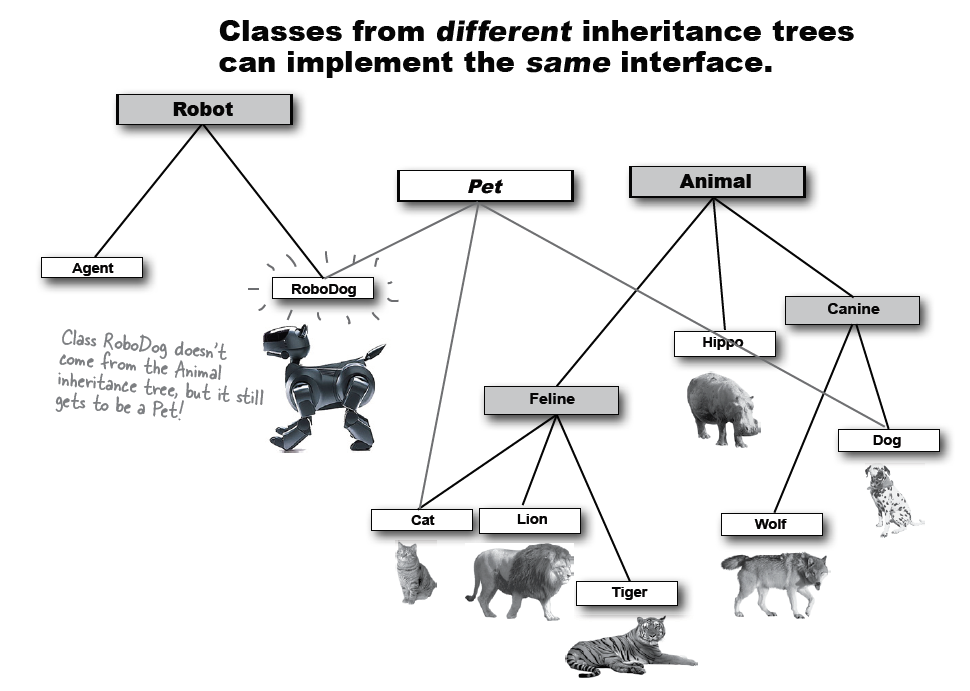 Classes from different inheritance trees
can implement the same interface.
Robot
Pet
Animal
Agent
RoboDog
Canine
Hippo
Class RoboDog doesn't
come from the Animal
inheritance tree, but it still
gets to be a Pet!
Feline
Dog
Cat
Lion
Wolf
Tiger